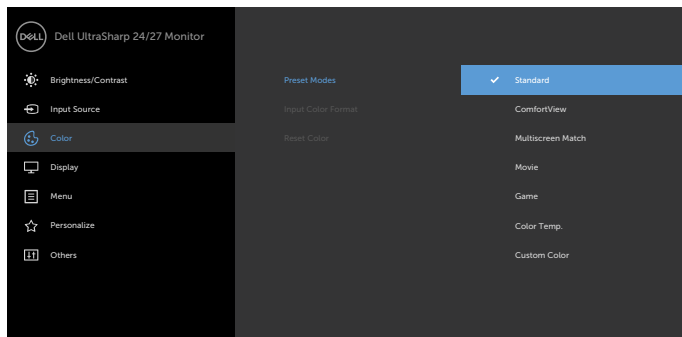 DELL
Dell UltraSharp 24/27 Monitor
Brightness/Contrast
Input Source
Color
Display
Menu
Personalize
Others
Preset Modes
Input Color Format
Reset Color
Standard
ComfortView
Multiscreen Match
Movie
Game
Color Temp.
Custom Color